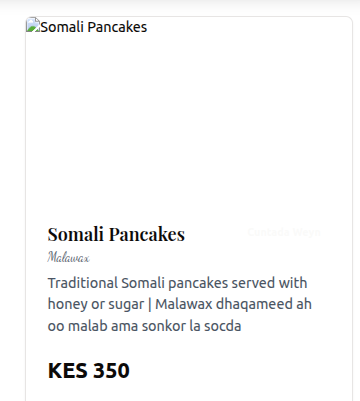 Somali Pancakes
Somali Pancakes
Malawax
Traditional Somali pancakes served with
honey or sugar | Malawax dhaqameed ah
oo malab ama sonkor la socda
KES 350